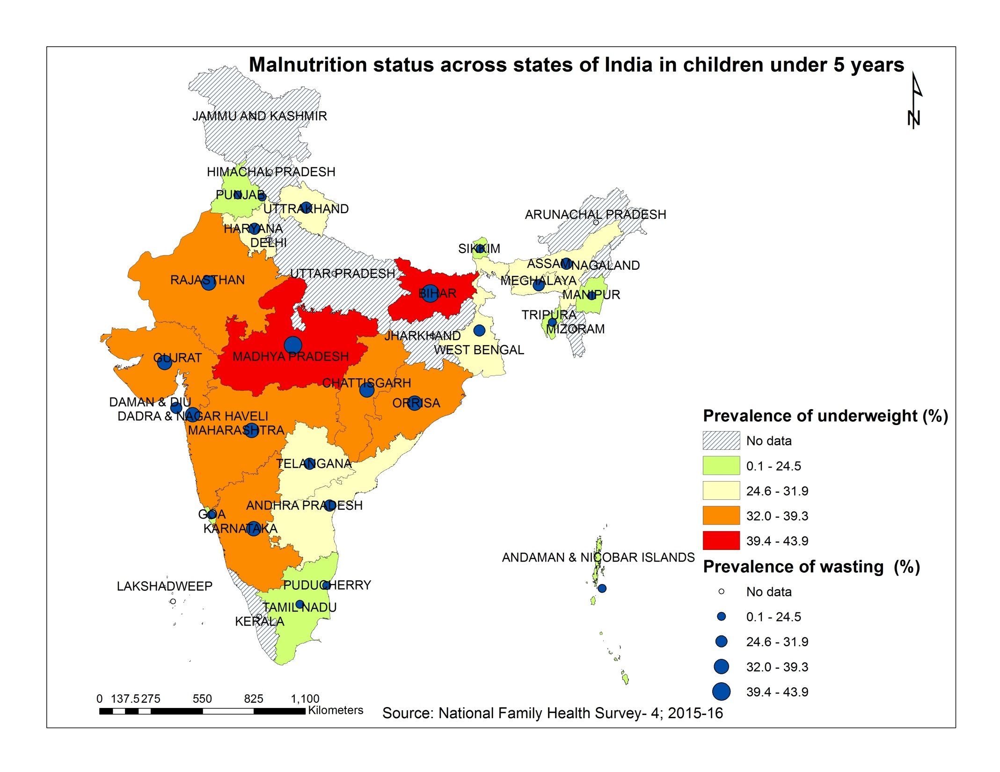 Malnutrition status across states of India in children under 5 years
N
JAMMU AND KASHMIR
HIMACHAL PRADESH
PUNJAB
UTTRAKHAND
HARYANA
DELHI
ARUNACHAL PRADESH
SIKKIM
ASSAM
NAGALAND
RAJASTHAN
UTTAR PRADESH
MEGHALAYA
BIHAR
MANIPUR
TRIPURA
MIZORAM
JHARKHAND
WEST BENGAL
GUJRAT
MADHYA PRADESH
CHATTISGARH
DAMAN & DIU
ORRISA
DADRA & NAGAR HAVELI
MAHARASHTRA
TELANGANA
ANDHRA PRADESH
GOA
KARNATAKA
ANDAMAN & NICOBAR ISLANDS
LAKSHADWEEP
PUDUCHERRY
TAMIL NADU
KERALA
Prevalence of underweight (%)
No data
0.1 - 24.5
24.6 - 31.9
32.0 - 39.3
39.4 - 43.9
Prevalence of wasting (%)
No data
0.1 - 24.5
24.6 - 31.9
32.0 - 39.3
39.4 - 43.9
0 137.5 275 550 825 1,100
Kilometers
Source: National Family Health Survey- 4; 2015-16